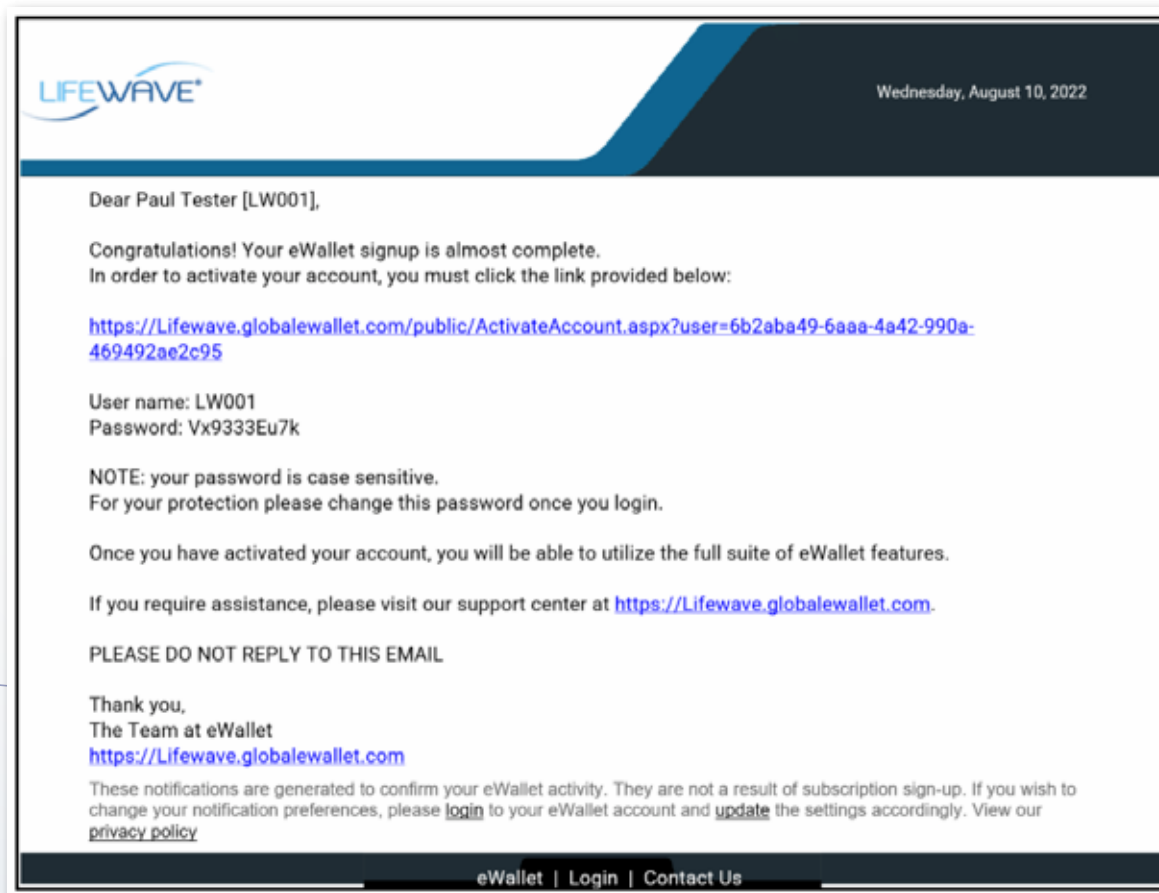 LIFEWAVE®
Wednesday, August 10, 2022
Dear Paul Tester [LW001],
Congratulations! Your eWallet signup is almost complete.
In order to activate your account, you must click the link provided below:
https://Lifewave.globalewallet.com/public/ActivateAccount.aspx?user=6b2aba49-6aaa-4a42-990a-
469492ae2c95
User name: LW001
Password: Vx9333Eu7k
NOTE: your password is case sensitive.
For your protection please change this password once you login.
Once you have activated your account, you will be able to utilize the full suite of eWallet features.
If you require assistance, please visit our support center at https://Lifewave.globalewallet.com.
PLEASE DO NOT REPLY TO THIS EMAIL
Thank you,
The Team at eWallet
https://Lifewave.globalewallet.com
These notifications are generated to confirm your eWallet activity. They are not a result of subscription sign-up. If you wish to
change your notification preferences, please login to your eWallet account and update the settings accordingly. View our
privacy policy
eWallet | Login | Contact Us